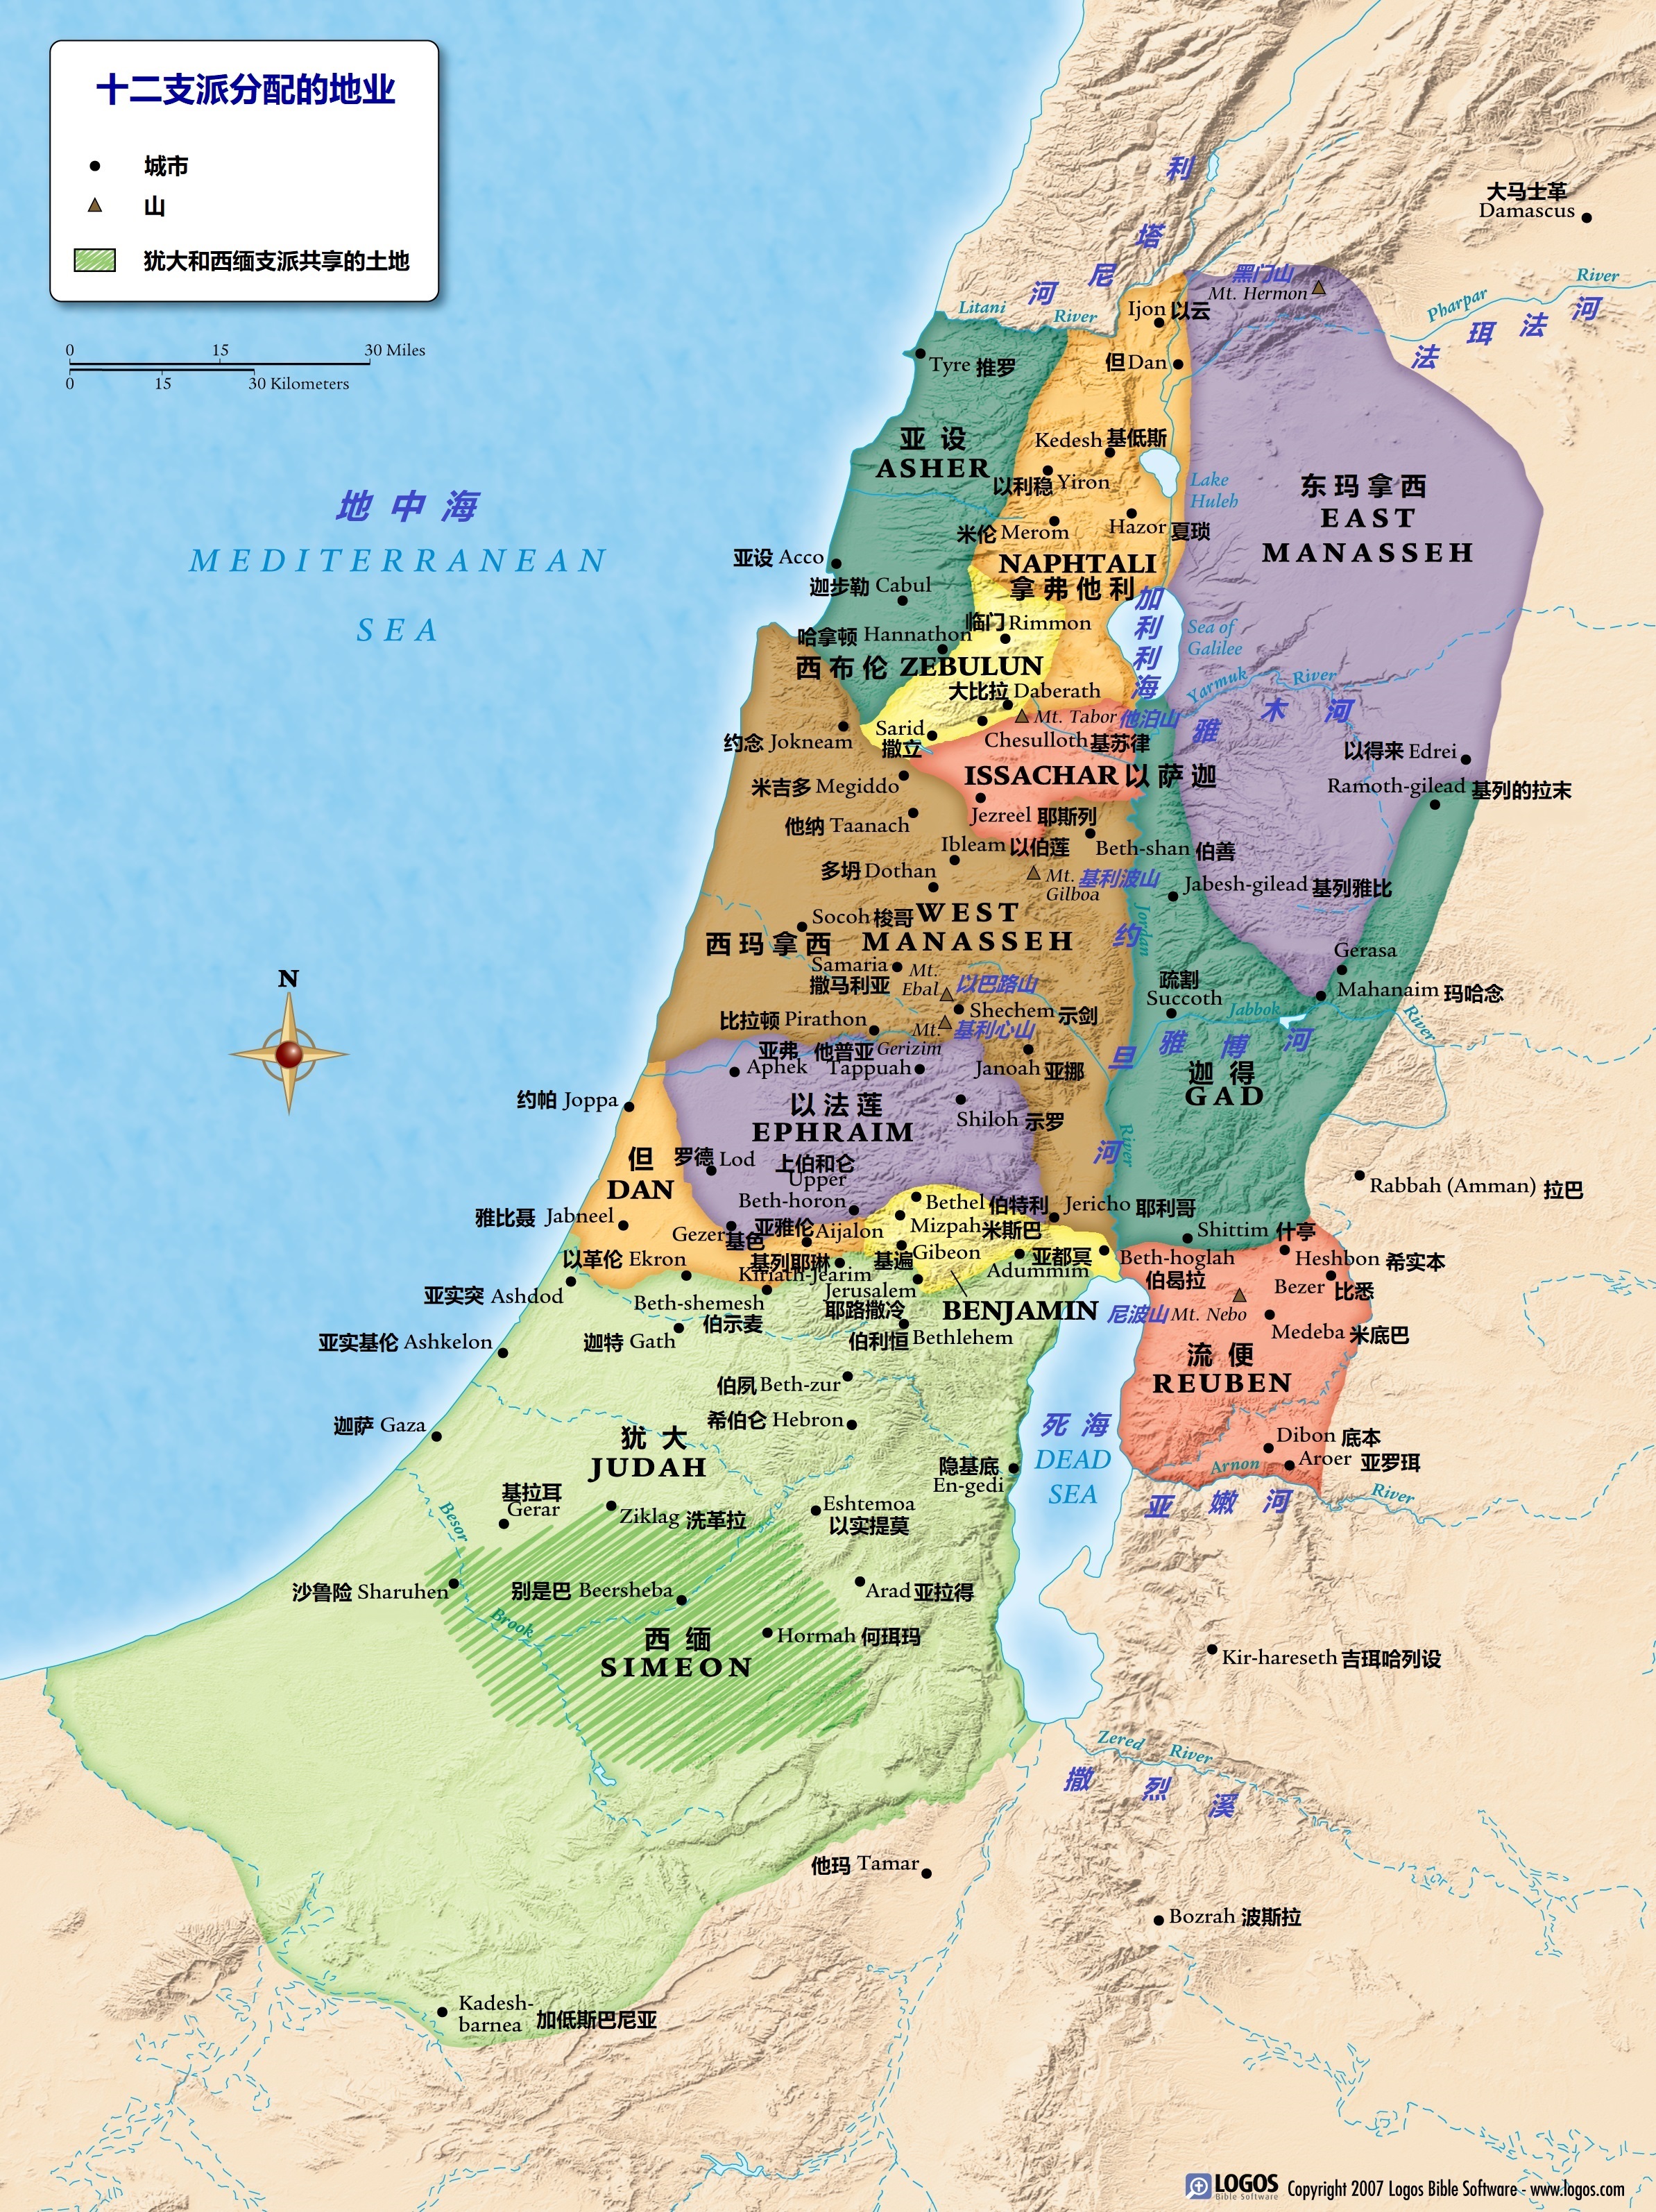 十二支派分配的地业
城市
山
犹大和西缅支派共享的土地
0 15 30 Miles
0 15 30 Kilometers
地中海
MEDITERRANEAN
SEA
N
利
塔
尼
河
Litani
River
大马士革
Damascus
黑门山
Mt. Hermon
Pharpar
River
法珥法河
Ijon 以云
但 Dan
Tyre 推罗
亚设
ASHER
Kedesh 基低斯
以利稳 Yiron
Lake
Huleh
东玛拿西
EAST
MANASSEH
米伦 Merom
Hazor 夏琐
亚设 Acco
NAPHTALI
拿弗他利
迦步勒 Cabul
加利利海
Sea of
Galilee
临门 Rimmon
哈拿顿 Hannathon
西布伦 ZEBULUN
大比拉 Daberath
Yarmuk
River
雅木河
Mt. Tabor 他泊山
Sarid
撒立
约念 Jokneam
Chesulloth 基苏律
以得来 Edrei
ISSACHAR 以萨迦
米吉多 Megiddo
Ramoth-gilead 基列的拉末
Jezreel 耶斯列
他纳 Taanach
Ibleam 以伯莲
Beth-shan 伯善
多坍 Dothan
Mt. 基利波山
Gilboa
Jabesh-gilead 基列雅比
Socoh 梭哥
WEST
西玛拿西 MANASSEH
Jordan
约
旦
河
River
Samaria
撒马利亚
Mt.
Ebal 以巴路山
Gerasa
疏割
Succoth
Mahanaim 玛哈念
Shechem 示剑
Jabbok
River
雅博河
比拉顿 Pirathon
Mt. 基利心山
Gerizim
亚弗
Aphek
他普亚
Tappuah
Janoah 亚挪
迦得
GAD
约帕 Joppa
以法莲
EPHRAIM
Shiloh 示罗
但
DAN
罗德 Lod
上伯和仑
Upper
Beth-horon
Bethel 伯特利
Jericho 耶利哥
Rabbah (Amman) 拉巴
雅比聂 Jabneel
Gezer 基色
亚雅伦 Aijalon
Mizpah 米斯巴
Shittim 什亭
以革伦 Ekron
基列耶琳
Kiriath-Jearim
基遍 Gibeon
亚都冥
Adummim
Beth-hoglah
伯曷拉
Heshbon 希实本
Bezer 比悉
亚实突 Ashdod
Beth-shemesh
伯示麦
Jerusalem
耶路撒冷
BENJAMIN
尼波山 Mt. Nebo
Medeba 米底巴
亚实基伦 Ashkelon
迦特 Gath
伯利恒 Bethlehem
流便
REUBEN
伯夙 Beth-zur
迦萨 Gaza
希伯仑 Hebron
死海
DEAD
SEA
犹大
JUDAH
Dibon 底本
Aroer 亚罗珥
Arnon
River
亚嫩河
隐基底
En-gedi
基拉耳
Gerar
Besor
Brook
Ziklag 洗革拉
Eshtemoa
以实提莫
沙鲁险 Sharuhen
别是巴 Beersheba
Arad 亚拉得
西缅
SIMEON
Hormah 何珥玛
Kir-hareseth 吉珥哈列设
Zered
River
撒烈溪
他玛 Tamar
Bozrah 波斯拉
Kadesh-
barnea 加低斯巴尼亚
LOGOS
Bible Software
Copyright 2007 Logos Bible Software - www.logos.com